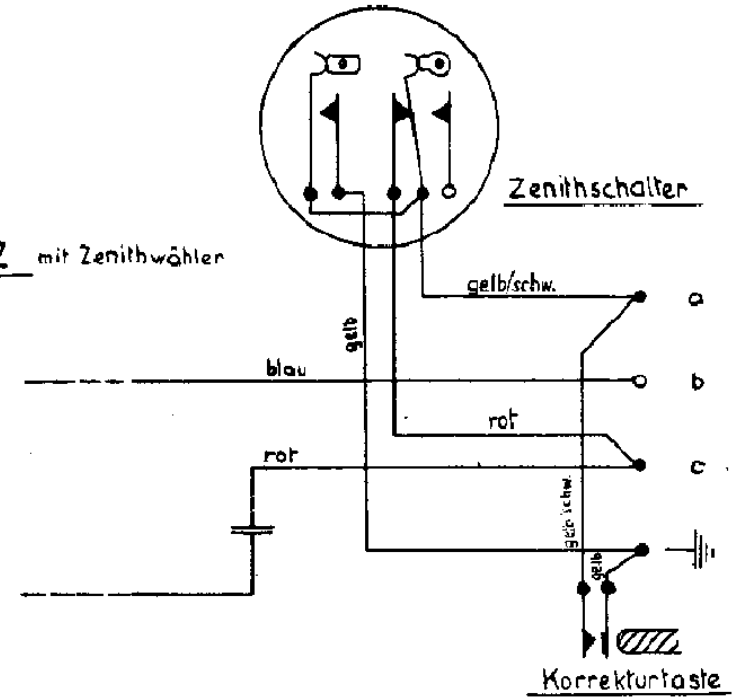 Zenithschalter
Z mit Zenithwähler
gelb/schw.
a
gelb
blau
b
rot
rot
c
gelb/schw.
gelb
Korrekturtaste